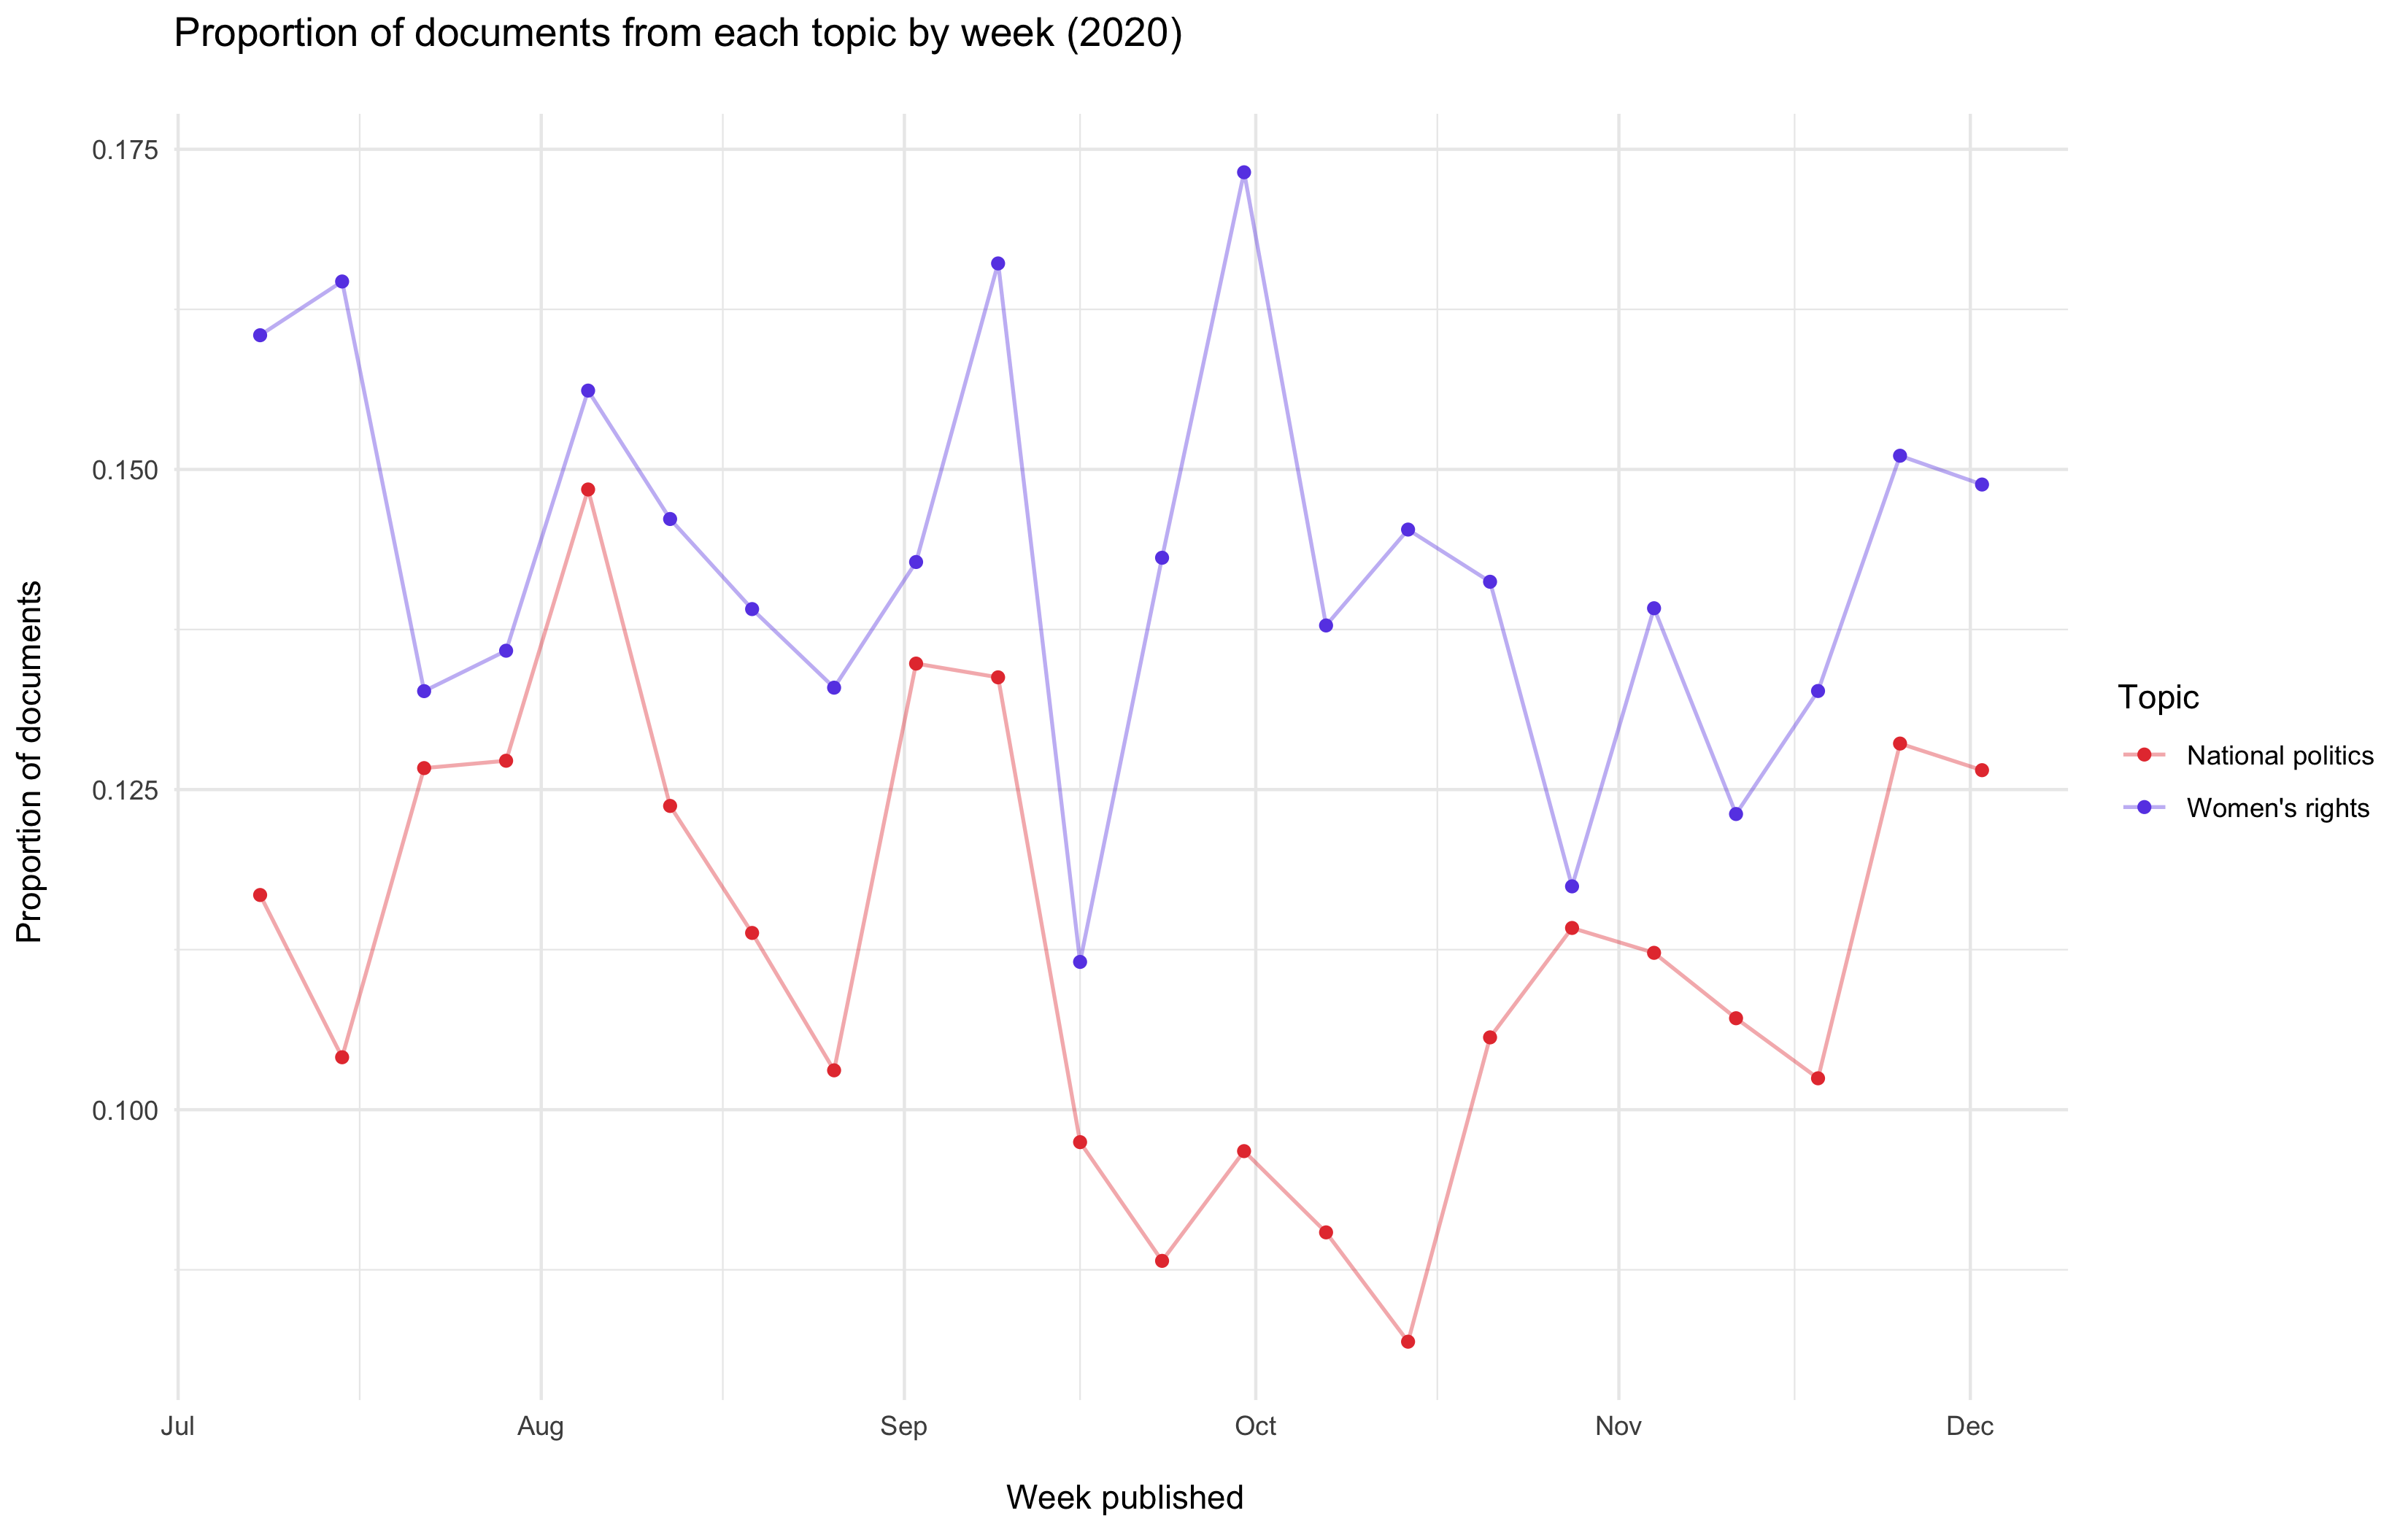 Proportion of documents from each topic by week (2020)
Proportion of documents
0.175
0.150
0.125
0.100
Jul Aug Sep Oct Nov Dec
Week published
Topic
National politics
Women's rights